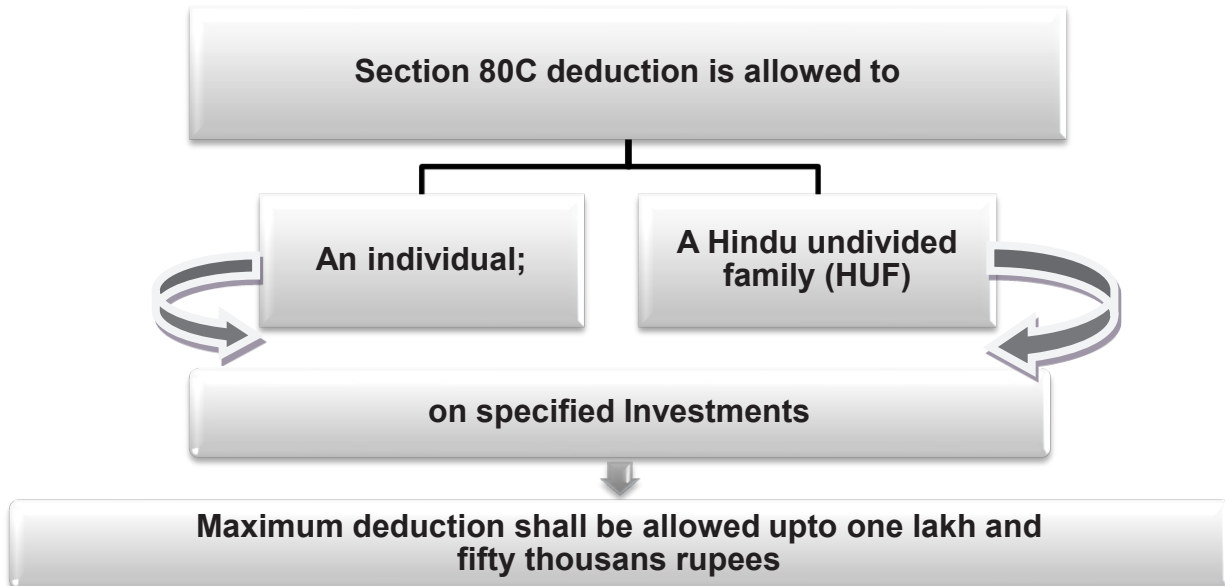 Section 80C deduction is allowed to
An individual;
A Hindu undivided
family (HUF)
on specified Investments
Maximum deduction shall be allowed upto one lakh and
fifty thousans rupees